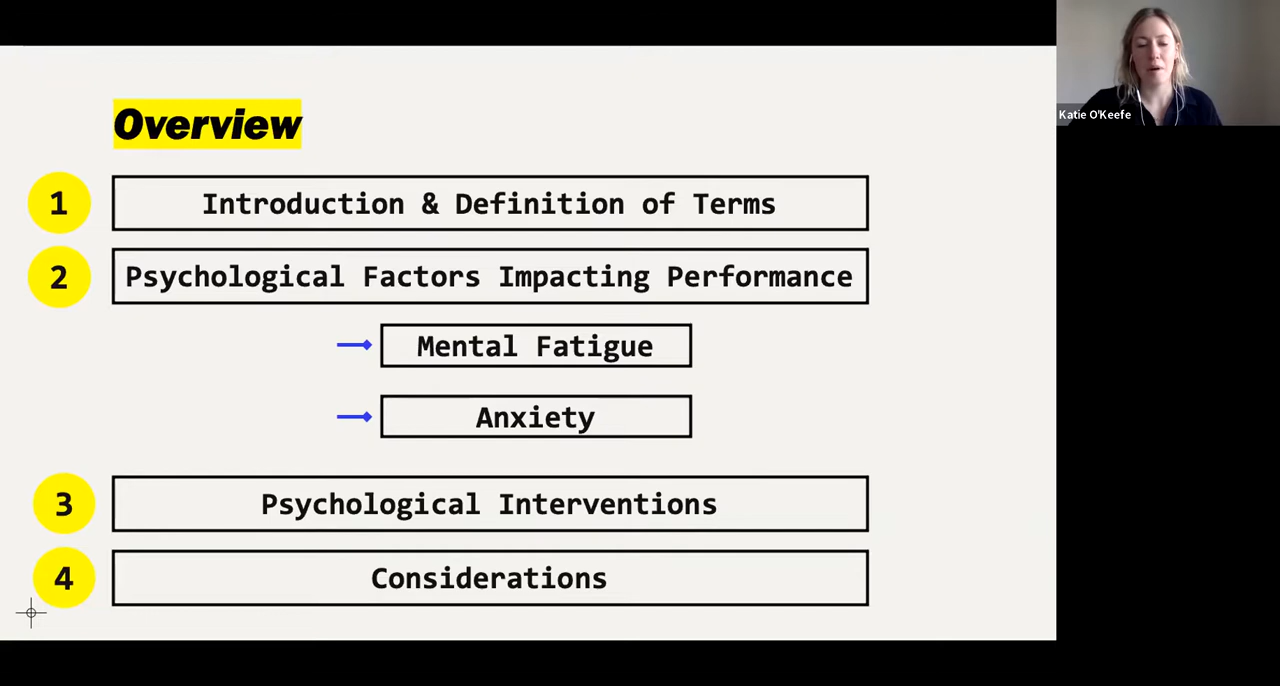 Overview
1
Introduction & Definition of Terms
2
Psychological Factors Impacting Performance
Mental Fatigue
Anxiety
3
Psychological Interventions
4
Considerations
Katie O'Keefe